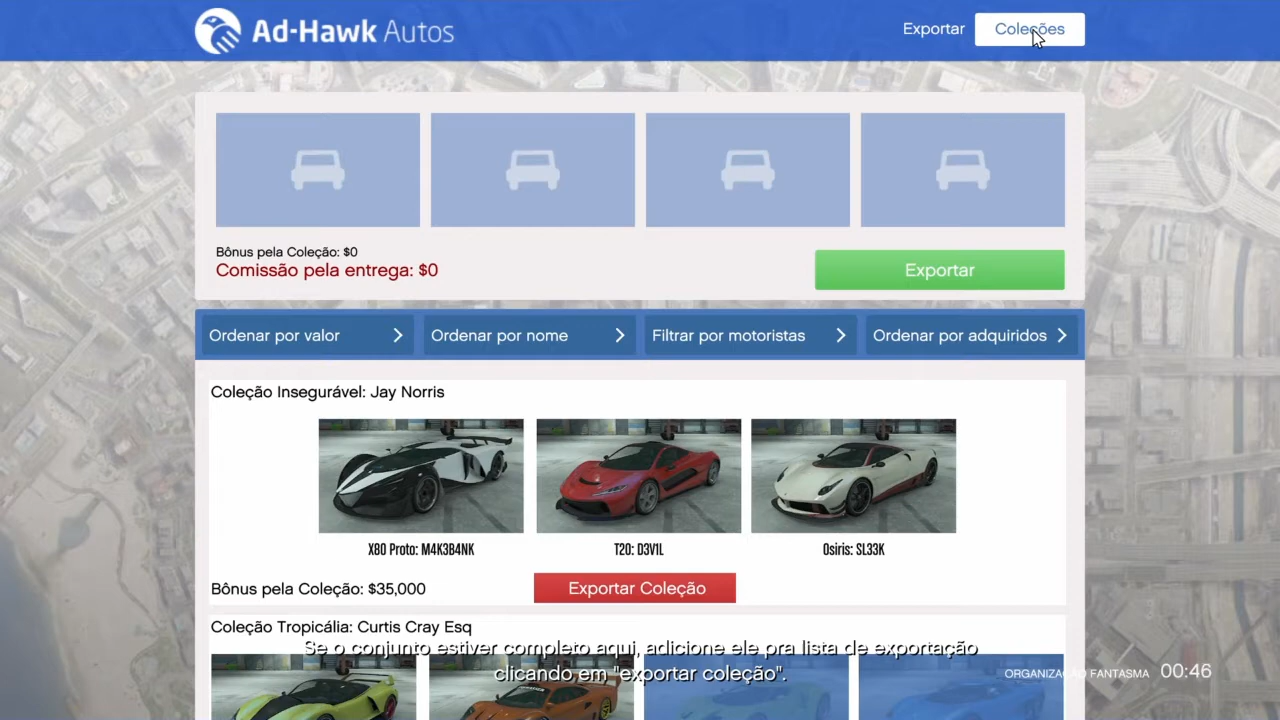 Ad-Hawk Autos
Exportar
Coleções
Bônus pela Coleção: $0
Comissão pela entrega: $0
Exportar
Ordenar por valor
Ordenar por nome
Filtrar por motoristas
Ordenar por adquiridos
Coleção Insegurável: Jay Norris
X80 Proto: M4K3B4NK
T20: D3V1L
Osiris: SL33K
Bônus pela Coleção: $35,000
Exportar Coleção
Coleção Tropicália: Curtis Cray Esq
Se o conjunto estiver completo aqui, adicione ele pra lista de exportação
clicando em "exportar coleção".
ORGANIZAÇÃO FANTASMA 00:46